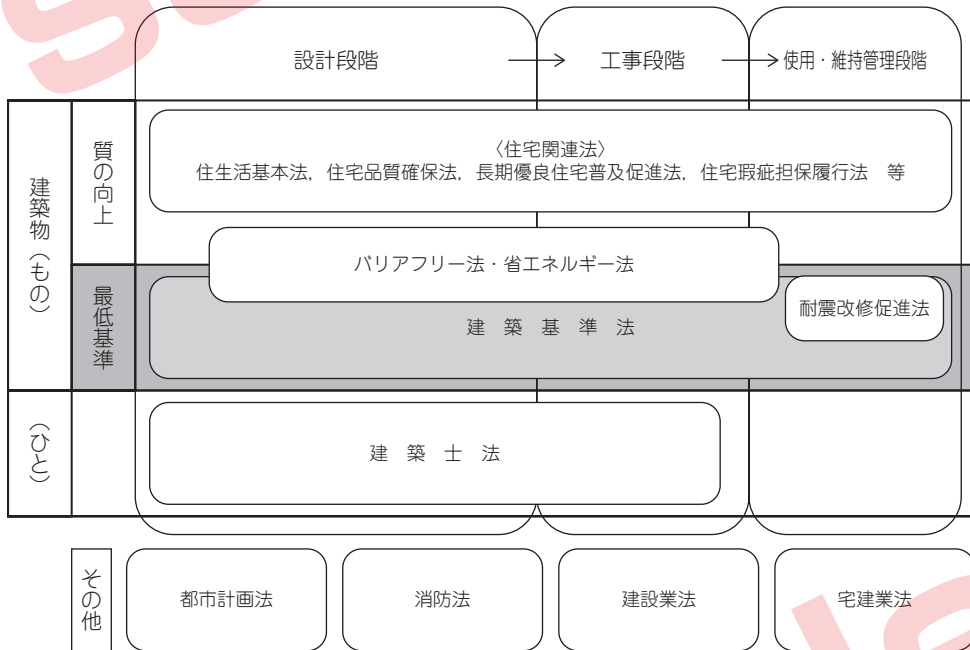 設計段階 → 工事段階 → 使用・維持管理段階
建築物（もの）
質の向上
〈住宅関連法〉
住生活基本法，住宅品質確保法，長期優良住宅普及促進法，住宅瑕疵担保履行法　等
バリアフリー法・省エネルギー法
最低基準
建築基準法
耐震改修促進法
（ひと）
建築士法
その他
都市計画法
消防法
建設業法
宅建業法